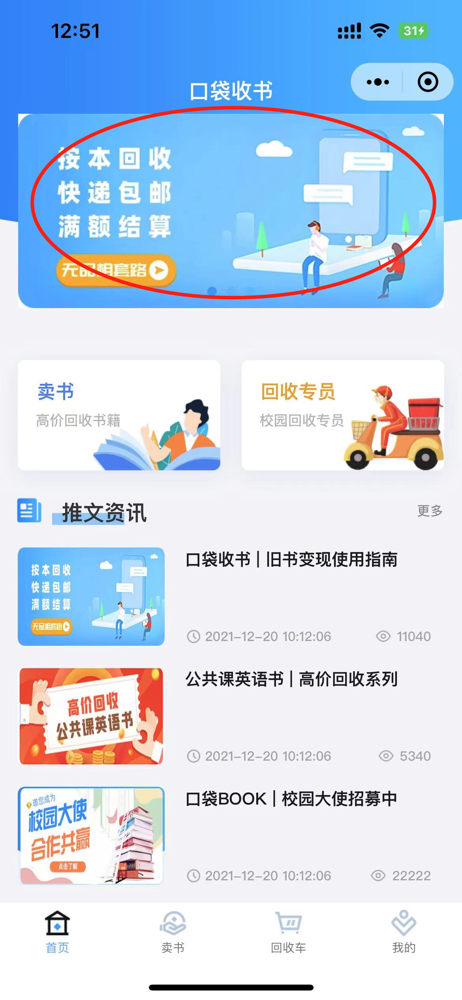 12:51
31
口袋收书
按本回收
快递包邮
满额结算
无品相套路
卖书
高价回收书籍
回收专员
校园回收专员
推文资讯
更多
按本回收
快递包邮
满额结算
无品相套路
口袋收书 | 旧书变现使用指南
2021-12-20 10:12:06
11040
高价回收
公共课英语书
公共课英语书 | 高价回收系列
2021-12-20 10:12:06
5340
邀您成为
校园大使
合作共赢
点击了解
口袋BOOK | 校园大使招募中
2021-12-20 10:12:06
22222
首页
卖书
回收车
我的